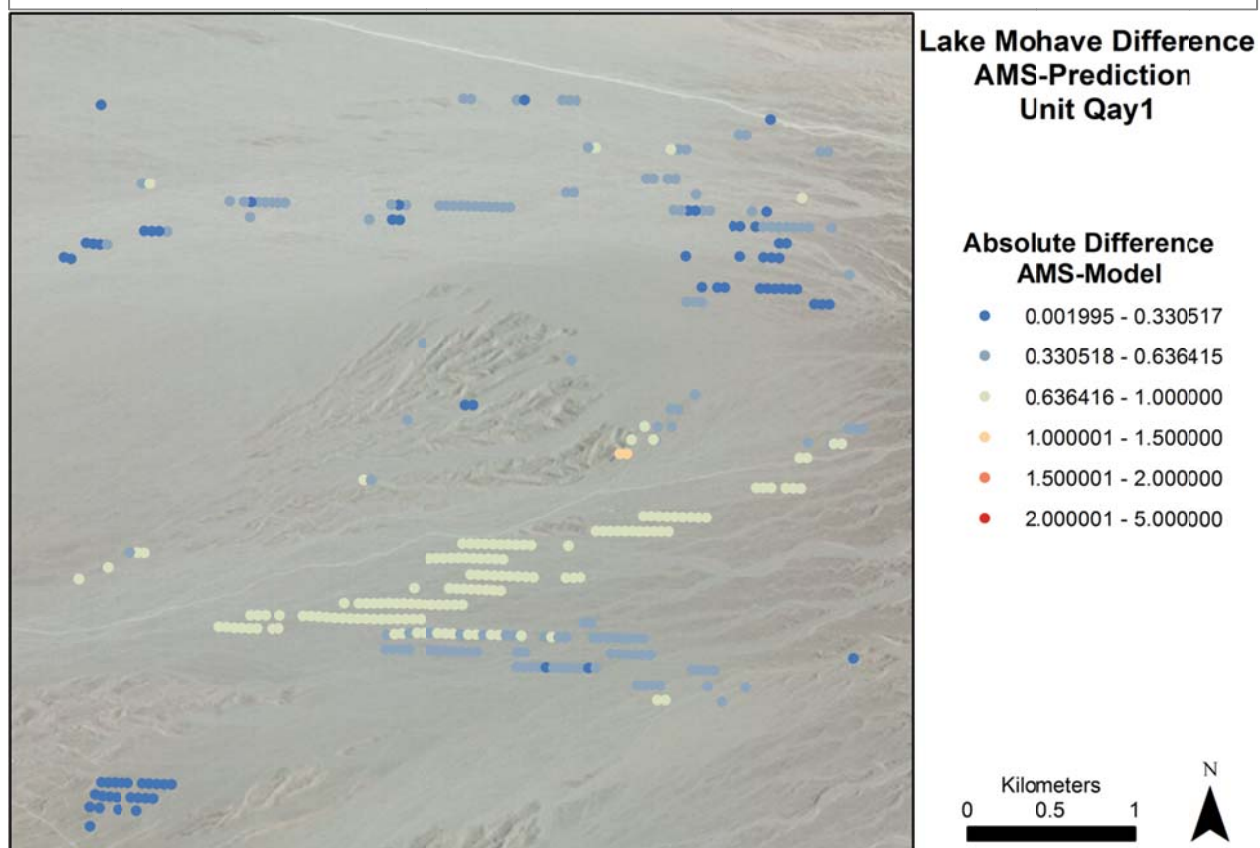 Lake Mohave Difference
AMS-Prediction
Unit Qay1
Absolute Difference
AMS-Model
0.001995 - 0.330517
0.330518 - 0.636415
0.636416 - 1.000000
1.000001 - 1.500000
1.500001 - 2.000000
2.000001 - 5.000000
Kilometers
0 0.5 1
N